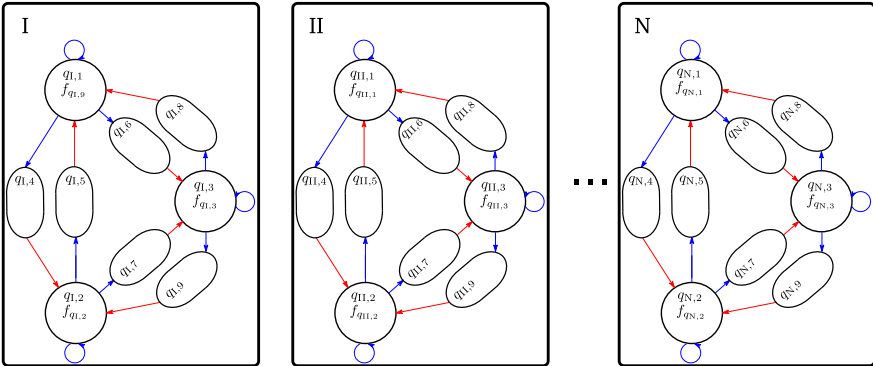 I
q_{I,1}
f_{q_{I,9}}
q_{I,8}
q_{I,6}
q_{I,4}
q_{I,5}
q_{I,3}
f_{q_{I,3}}
q_{I,7}
q_{I,9}
q_{I,2}
f_{q_{I,2}}
II
q_{II,1}
f_{q_{II,1}}
q_{II,8}
q_{II,6}
q_{II,4}
q_{II,5}
q_{II,3}
f_{q_{II,3}}
q_{II,7}
q_{II,9}
q_{II,2}
f_{q_{II,2}}
...
N
q_{N,1}
f_{q_{N,1}}
q_{N,8}
q_{N,6}
q_{N,4}
q_{N,5}
q_{N,3}
f_{q_{N,3}}
q_{N,7}
q_{N,9}
q_{N,2}
f_{q_{N,2}}